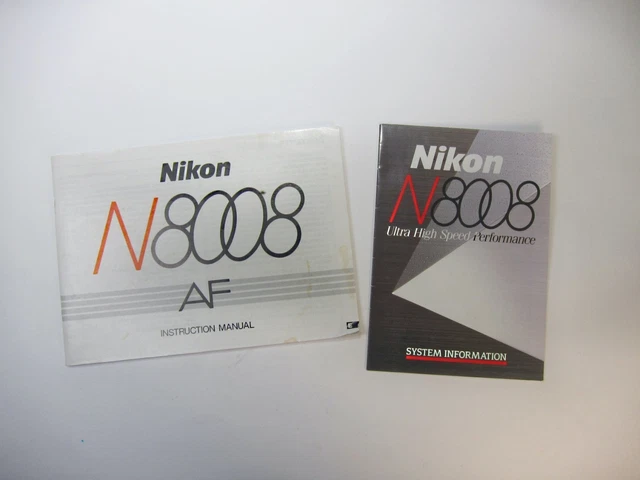 Nikon
N8008
AF
INSTRUCTION MANUAL
Nikon
N8008
Ultra High Speed/Performance
SYSTEM INFORMATION